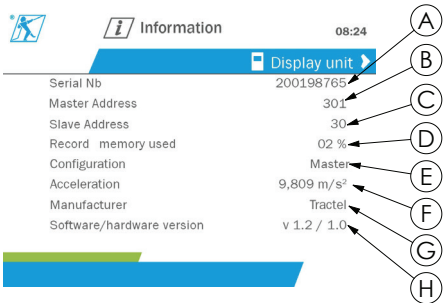 i Information 08:24 A
Display unit B
Serial Nb 200198765
Master Address 301 C
Slave Address 30
Record memory used 02 % D
Configuration Master E
Acceleration 9,809 m/s² F
Manufacturer Tractel G
Software/hardware version v 1.2 / 1.0
H